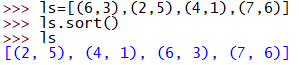 >>> ls=[(6,3),(2,5),(4,1),(7,6)]
>>> ls.sort()
>>> ls
[(2, 5), (4, 1), (6, 3), (7, 6)]